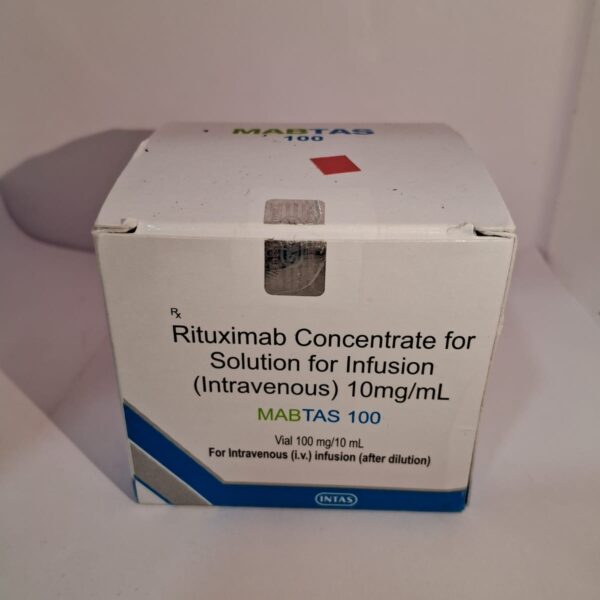 MABTAS
100
Rx
Rituximab Concentrate for
Solution for Infusion
(Intravenous) 10mg/mL
MABTAS 100
Vial 100 mg/10 mL
For Intravenous (i.v.) infusion (after dilution)
INTAS